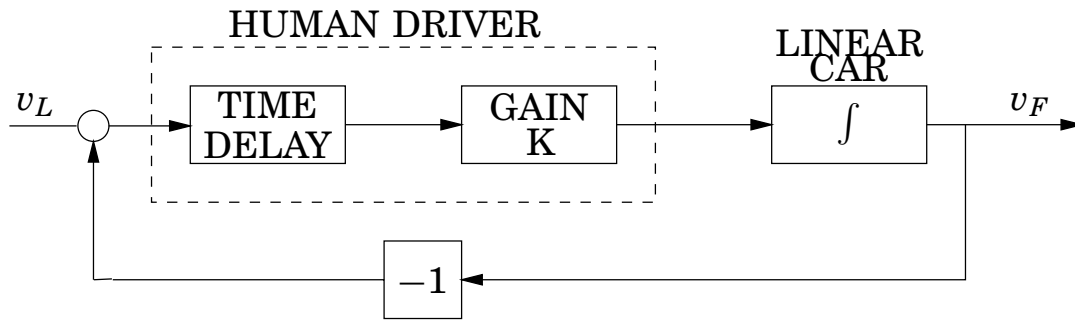 HUMAN DRIVER
LINEAR
CAR
v_L
TIME
DELAY
GAIN
K
∫
v_F
−1